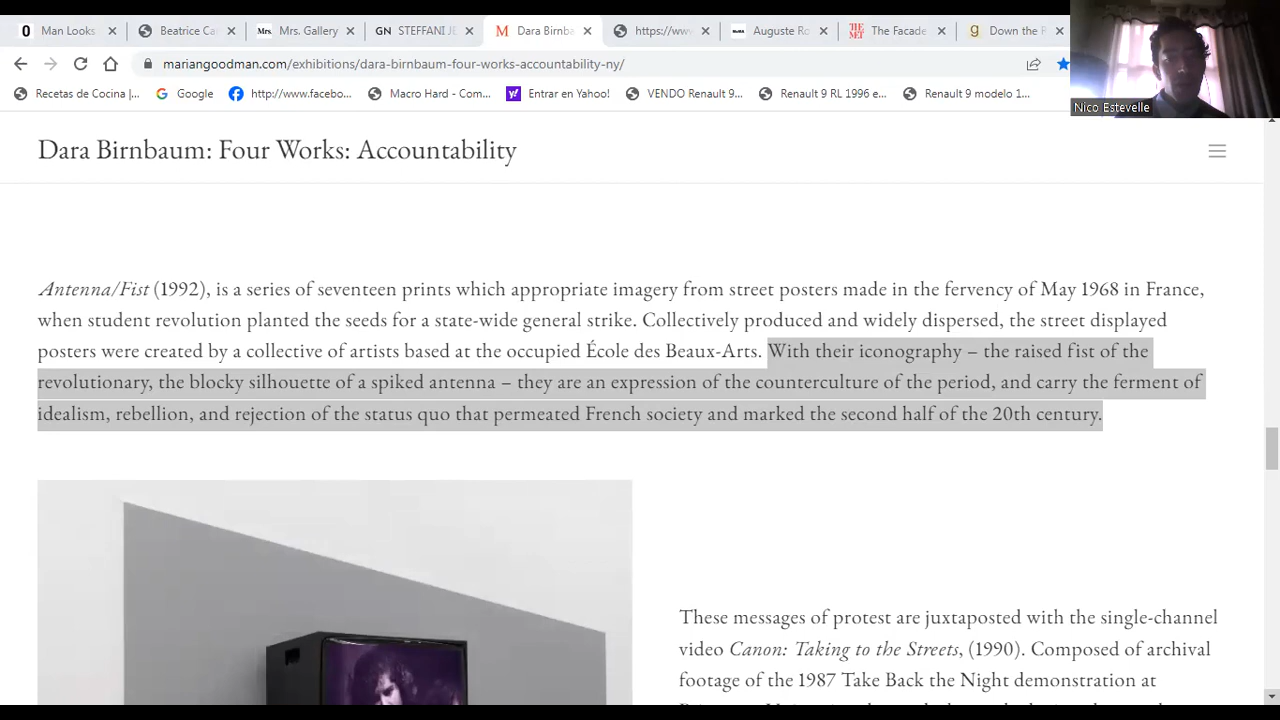 Man Looks
Beatrice Ca
Mrs. Mrs. Gallery
GN STEFFANI JE
M Dara Birnba
https://ww
MoMA Auguste Ro
THE MET The Facade
g Down the R
mariangoodman.com/exhibitions/dara-birnbaum-four-works-accountability-ny/
Recetas de Cocina |...
Google
http://www.facebo...
Macro Hard - Com...
Entrar en Yahoo!
VENDO Renault 9...
Renault 9 RL 1996 e...
Renault 9 modelo 1...
Nico Estevelle
Dara Birnbaum: Four Works: Accountability
Antenna/Fist (1992), is a series of seventeen prints which appropriate imagery from street posters made in the fervency of May 1968 in France,
when student revolution planted the seeds for a state-wide general strike. Collectively produced and widely dispersed, the street displayed
posters were created by a collective of artists based at the occupied École des Beaux-Arts. With their iconography – the raised fist of the
revolutionary, the blocky silhouette of a spiked antenna – they are an expression of the counterculture of the period, and carry the ferment of
idealism, rebellion, and rejection of the status quo that permeated French society and marked the second half of the 20th century.
These messages of protest are juxtaposed with the single-channel
video Canon: Taking to the Streets, (1990). Composed of archival
footage of the 1987 Take Back the Night demonstration at